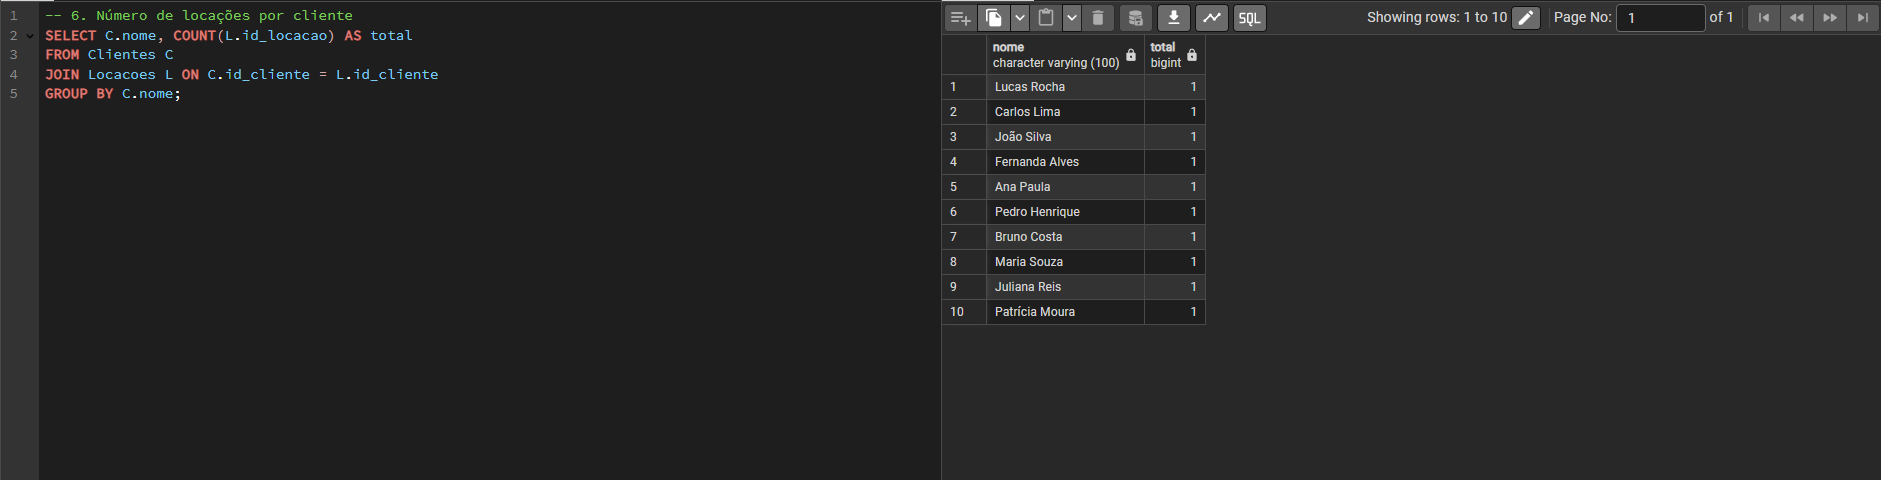 1 -- 6. Número de locações por cliente
2 SELECT C.nome, COUNT(L.id_locacao) AS total
3 FROM Clientes C
4 JOIN Locacoes L ON C.id_cliente = L.id_cliente
5 GROUP BY C.nome;
SQL Showing rows: 1 to 10 Page No: 1 of 1
nome total
character varying (100) bigint
1 Lucas Rocha 1
2 Carlos Lima 1
3 João Silva 1
4 Fernanda Alves 1
5 Ana Paula 1
6 Pedro Henrique 1
7 Bruno Costa 1
8 Maria Souza 1
9 Juliana Reis 1
10 Patrícia Moura 1